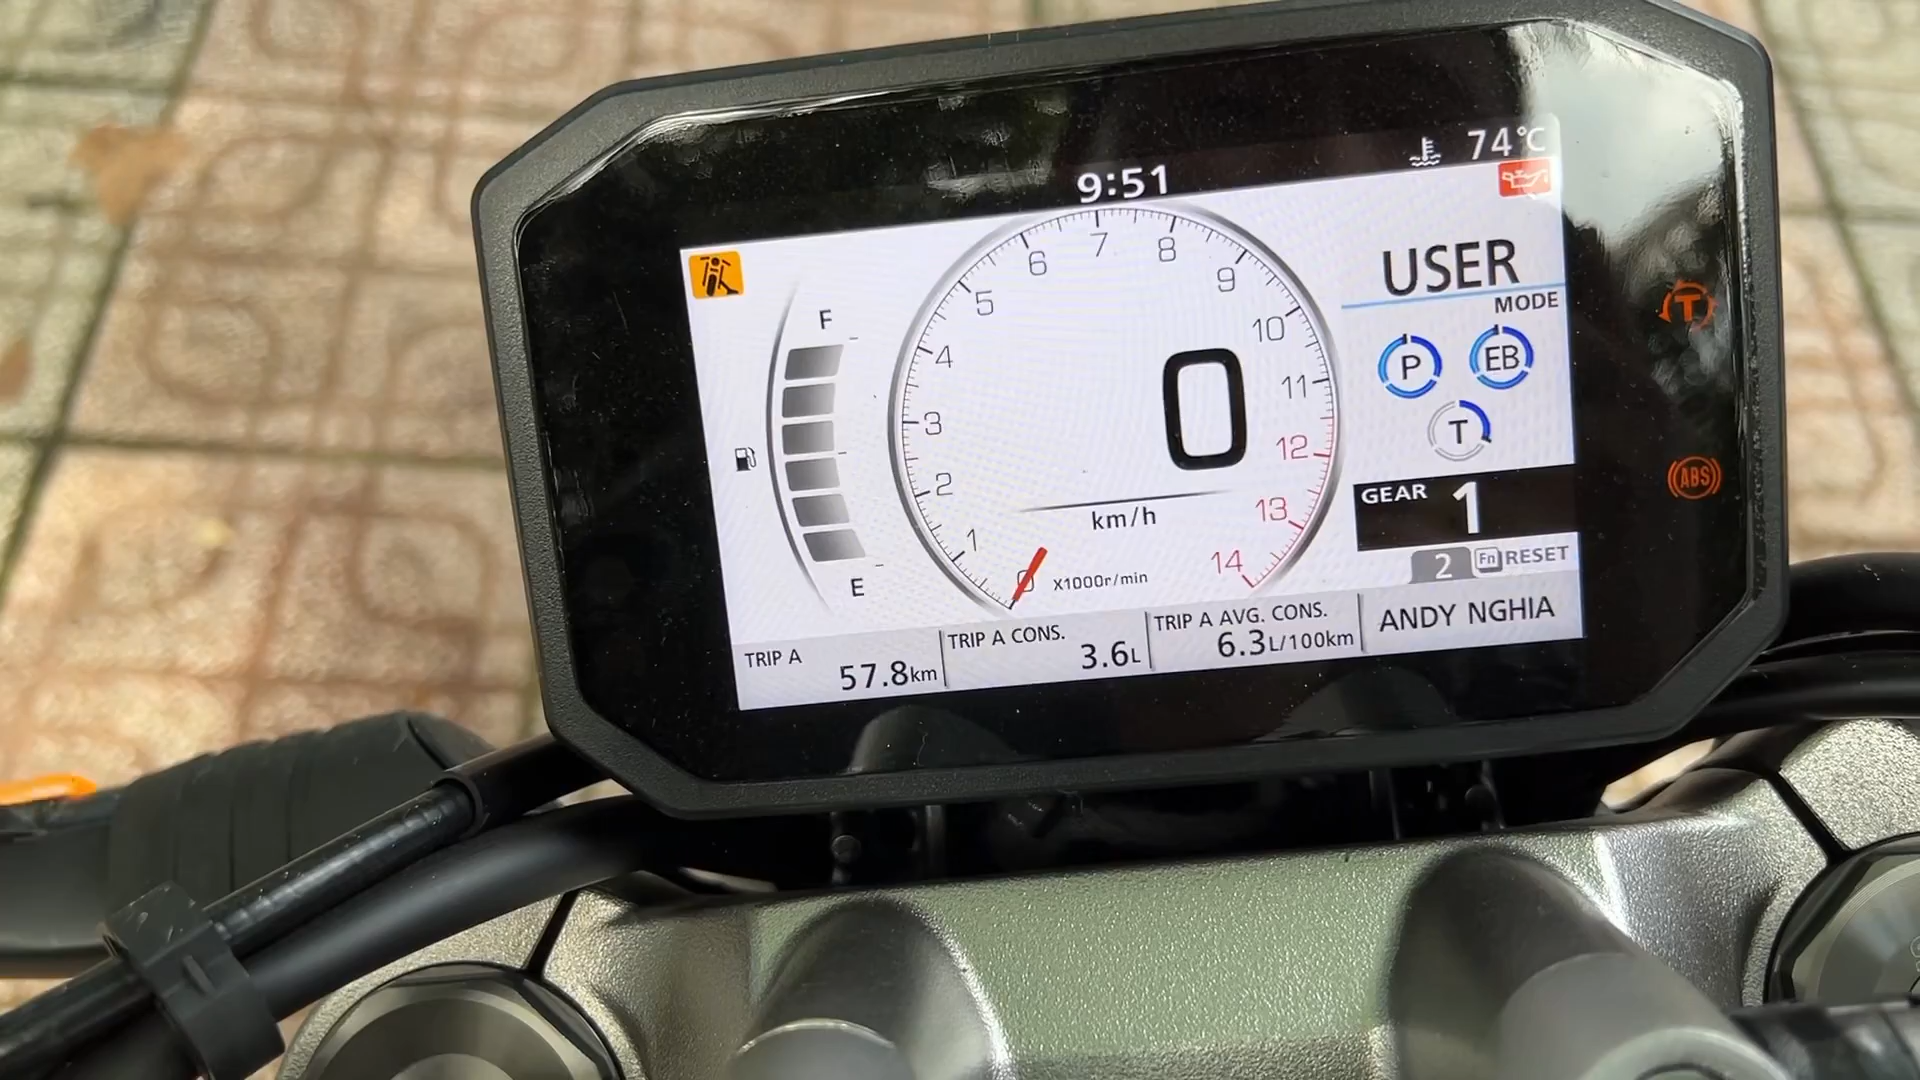 9:51
74°C
USER
MODE
P
EB
T
GEAR 1
2 Fn RESET
ANDY NGHIA
F
E
0
1
2
3
4
5
6
7
8
9
10
11
12
13
14
0
km/h
X1000r/min
TRIP A
57.8km
TRIP A CONS.
3.6L
TRIP A AVG. CONS.
6.3L/100km
T
ABS